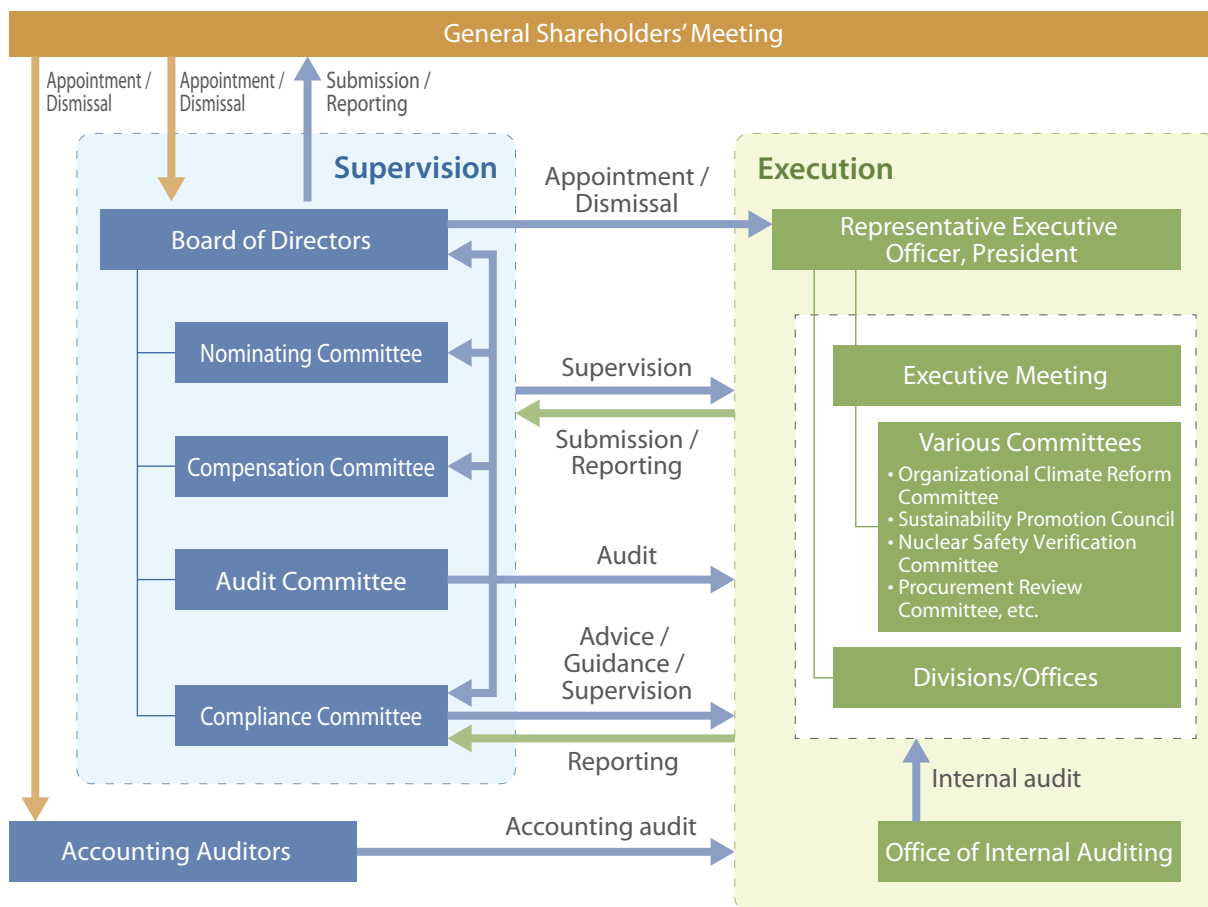 General Shareholders' Meeting
Appointment /
Dismissal
Appointment /
Dismissal
Submission /
Reporting
Supervision
Board of Directors
Nominating Committee
Compensation Committee
Audit Committee
Compliance Committee
Appointment /
Dismissal
Supervision
Submission /
Reporting
Audit
Advice /
Guidance /
Supervision
Reporting
Execution
Representative Executive
Officer, President
Executive Meeting
Various Committees
• Organizational Climate Reform
Committee
• Sustainability Promotion Council
• Nuclear Safety Verification
Committee
• Procurement Review
Committee, etc.
Divisions/Offices
Internal audit
Accounting Auditors
Accounting audit
Office of Internal Auditing